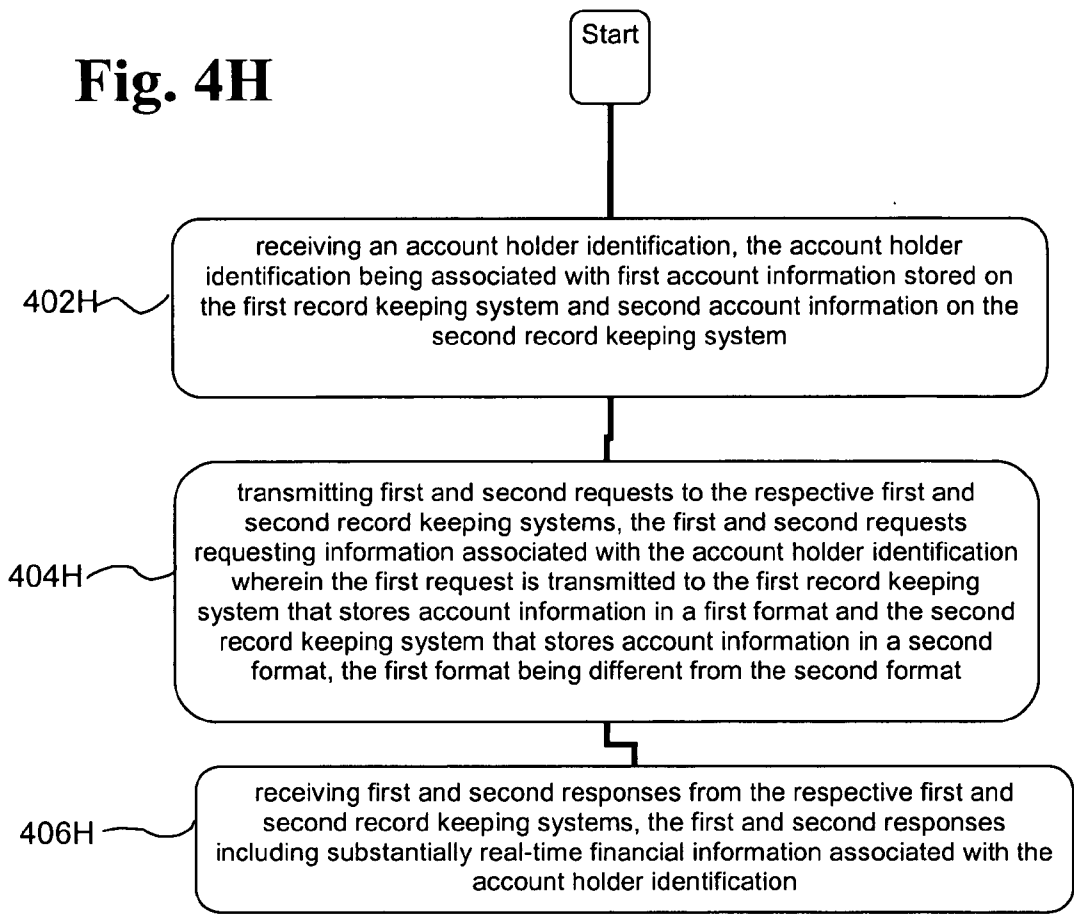 Fig. 4H
Start
receiving an account holder identification, the account holder
identification being associated with first account information stored on
the first record keeping system and second account information on the
second record keeping system
402H
transmitting first and second requests to the respective first and
second record keeping systems, the first and second requests
requesting information associated with the account holder identification
wherein the first request is transmitted to the first record keeping
system that stores account information in a first format and the second
record keeping system that stores account information in a second
format, the first format being different from the second format
404H
receiving first and second responses from the respective first and
second record keeping systems, the first and second responses
including substantially real-time financial information associated with the
account holder identification
406H